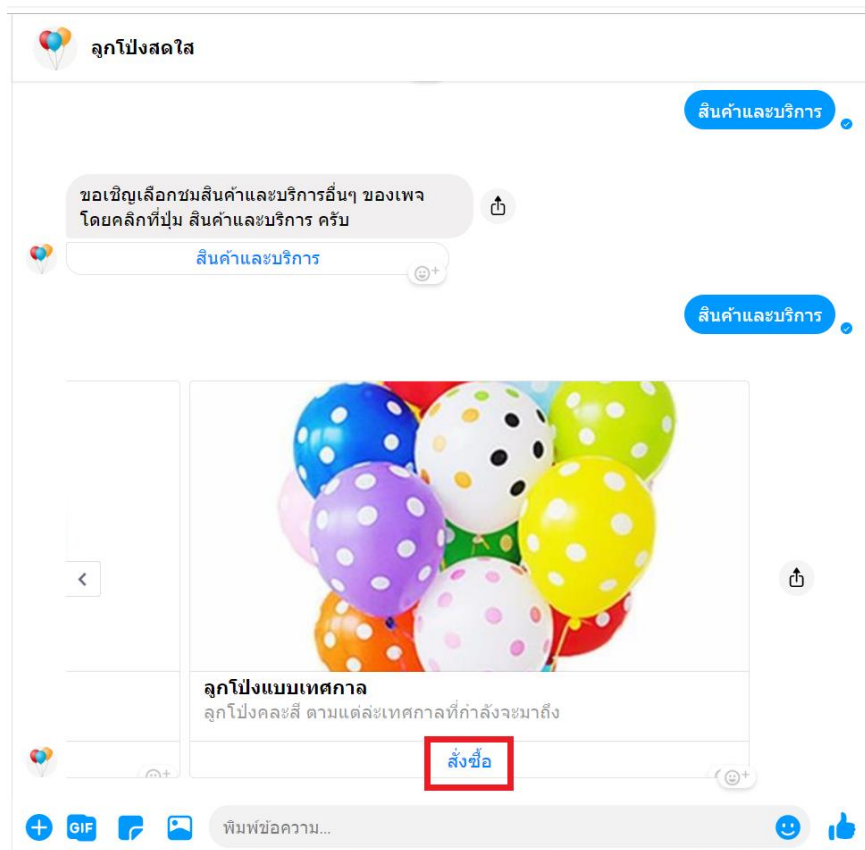 ลูกโป่งสดใส
สินค้าและบริการ
ขอเชิญเลือกชมสินค้าและบริการอื่นๆ ของเพจ
โดยคลิกที่ปุ่ม สินค้าและบริการ ครับ
สินค้าและบริการ
สินค้าและบริการ
ลูกโป่งแบบเทศกาล
ลูกโป่งคละสี ตามแต่ล่ะเทศกาลที่กำลังจะมาถึง
สั่งซื้อ
GIF
พิมพ์ข้อความ...